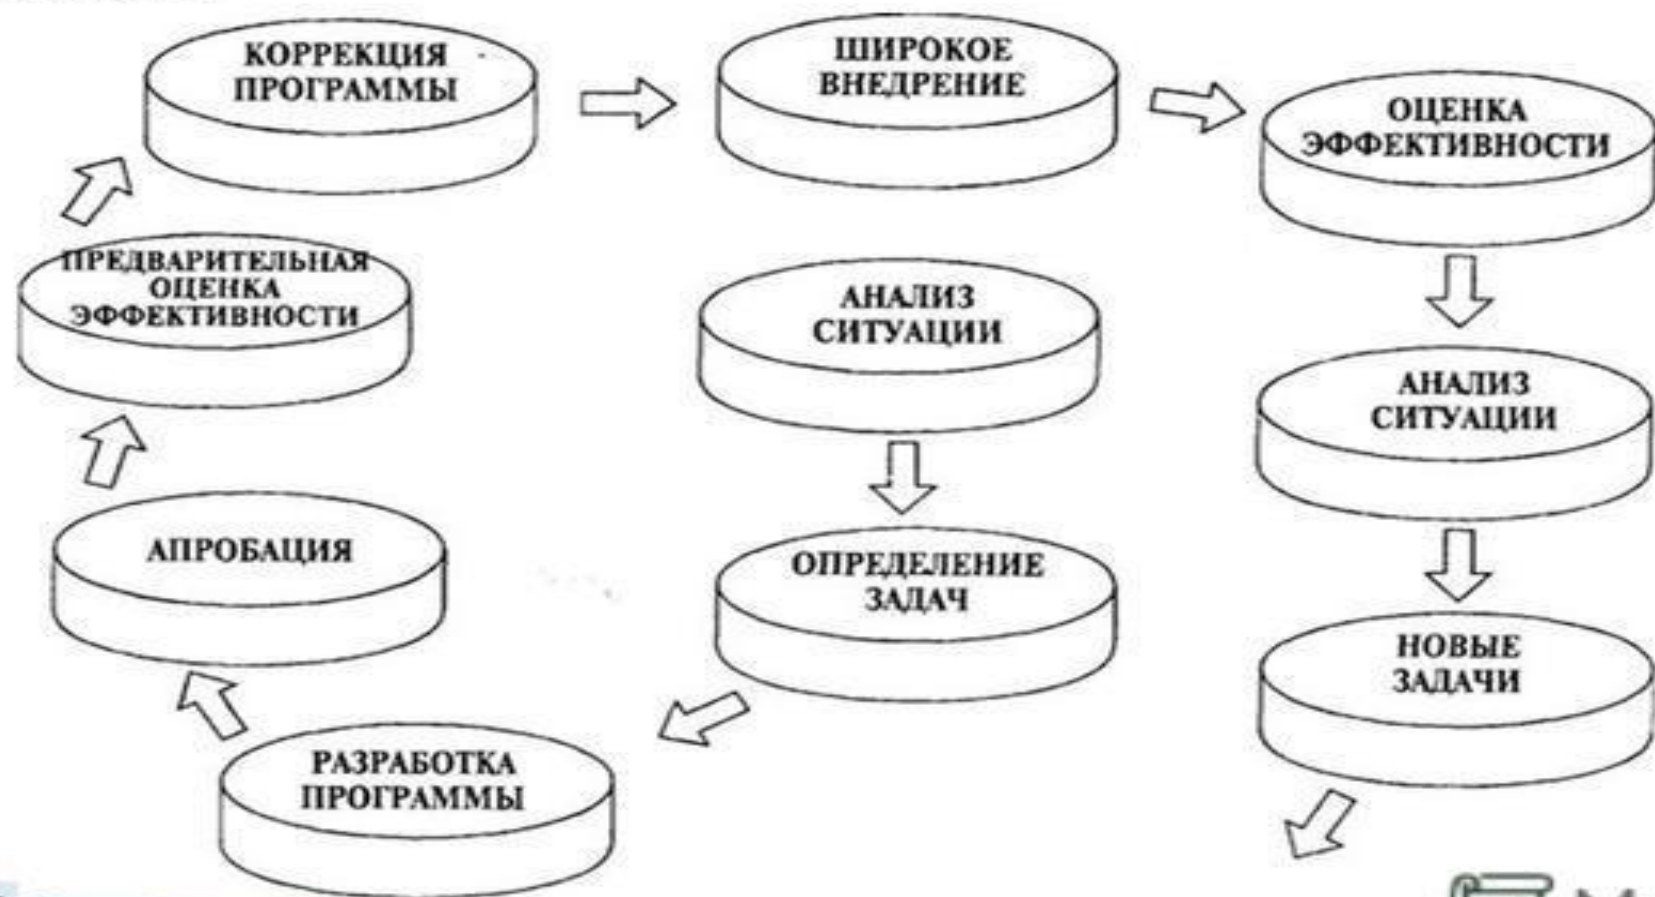 КОРРЕКЦИЯ
ПРОГРАММЫ
ШИРОКОЕ
ВНЕДРЕНИЕ
ОЦЕНКА
ЭФФЕКТИВНОСТИ
ПРЕДВАРИТЕЛЬНАЯ
ОЦЕНКА
ЭФФЕКТИВНОСТИ
АНАЛИЗ
СИТУАЦИИ
АНАЛИЗ
СИТУАЦИИ
АПРОБАЦИЯ
ОПРЕДЕЛЕНИЕ
ЗАДАЧ
НОВЫЕ
ЗАДАЧИ
РАЗРАБОТКА
ПРОГРАММЫ